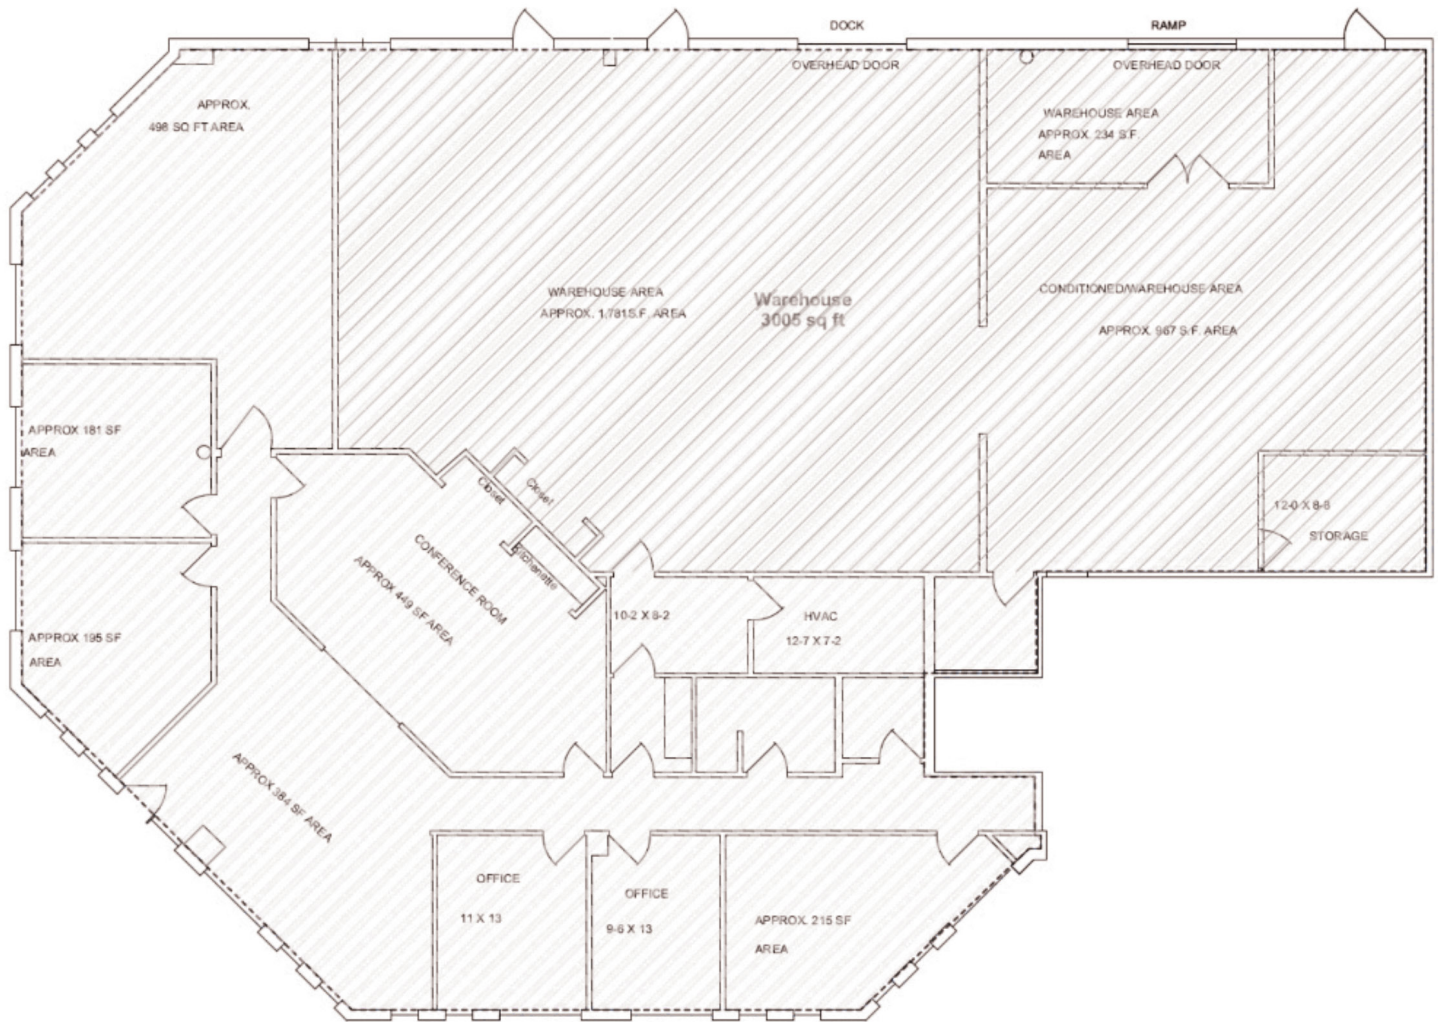 DOCK
RAMP
OVERHEAD DOOR
OVERHEAD DOOR
APPROX.
498 SQ FT AREA
WAREHOUSE AREA
APPROX. 234 S.F.
AREA
WAREHOUSE AREA
APPROX. 1,781 S.F. AREA
Warehouse
3005 sq ft
CONDITIONED/WAREHOUSE AREA
APPROX. 967 S.F. AREA
APPROX 181 SF
AREA
Closet
Closet
Kitchenette
CONFERENCE ROOM
APPROX 449 SF AREA
12-0 X 8-8
STORAGE
APPROX 195 SF
AREA
10-2 X 8-2
HVAC
12-7 X 7-2
APPROX 384 SF AREA
OFFICE
11 X 13
OFFICE
9-6 X 13
APPROX. 215 SF
AREA